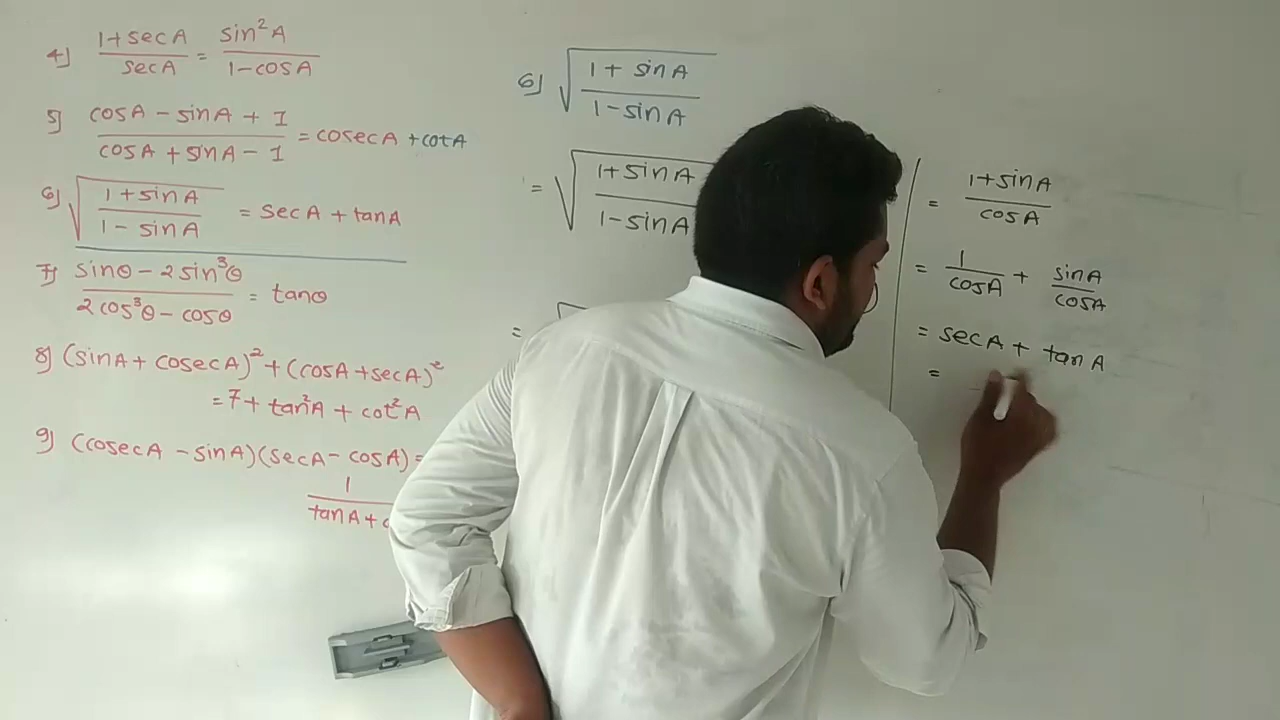 4) (1+secA)/secA = sin²A/(1-cosA)
5) (cosA - sinA + 1)/(cosA + sinA - 1) = cosecA + cotA
6) √((1+sinA)/(1-sinA)) = secA + tanA
7) (sinθ - 2sin³θ)/(2cos³θ - cosθ) = tanθ
8) (sinA + cosecA)² + (cosA + secA)²
= 7 + tan²A + cot²A
9) (cosecA - sinA)(secA - cosA) =
1/(tanA +
6) √((1 + sinA)/(1 - sinA))
= √((1+sinA)/(1-sinA)
=
= (1+sinA)/cosA
= 1/cosA + sinA/cosA
= secA + tanA
=